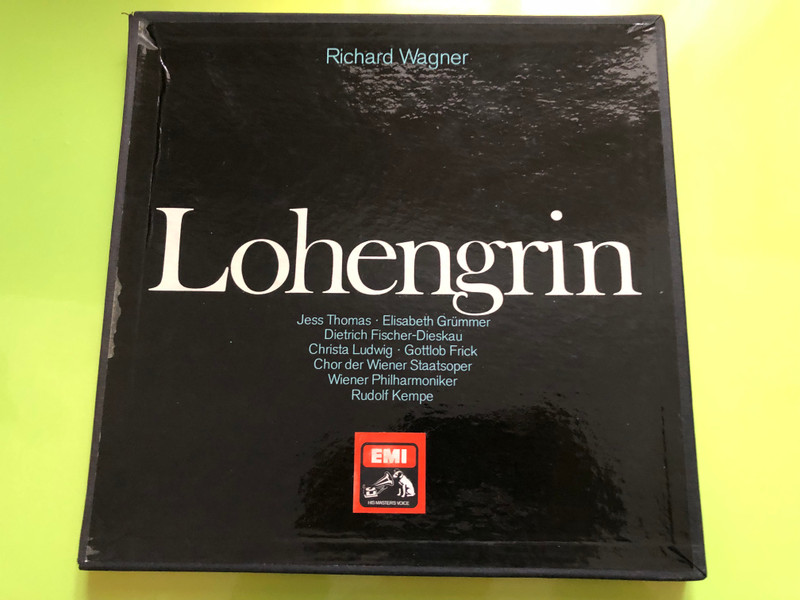 Richard Wagner
Lohengrin
Jess Thomas · Elisabeth Grümmer
Dietrich Fischer-Dieskau
Christa Ludwig · Gottlob Frick
Chor der Wiener Staatsoper
Wiener Philharmoniker
Rudolf Kempe
EMI
HIS MASTER'S VOICE